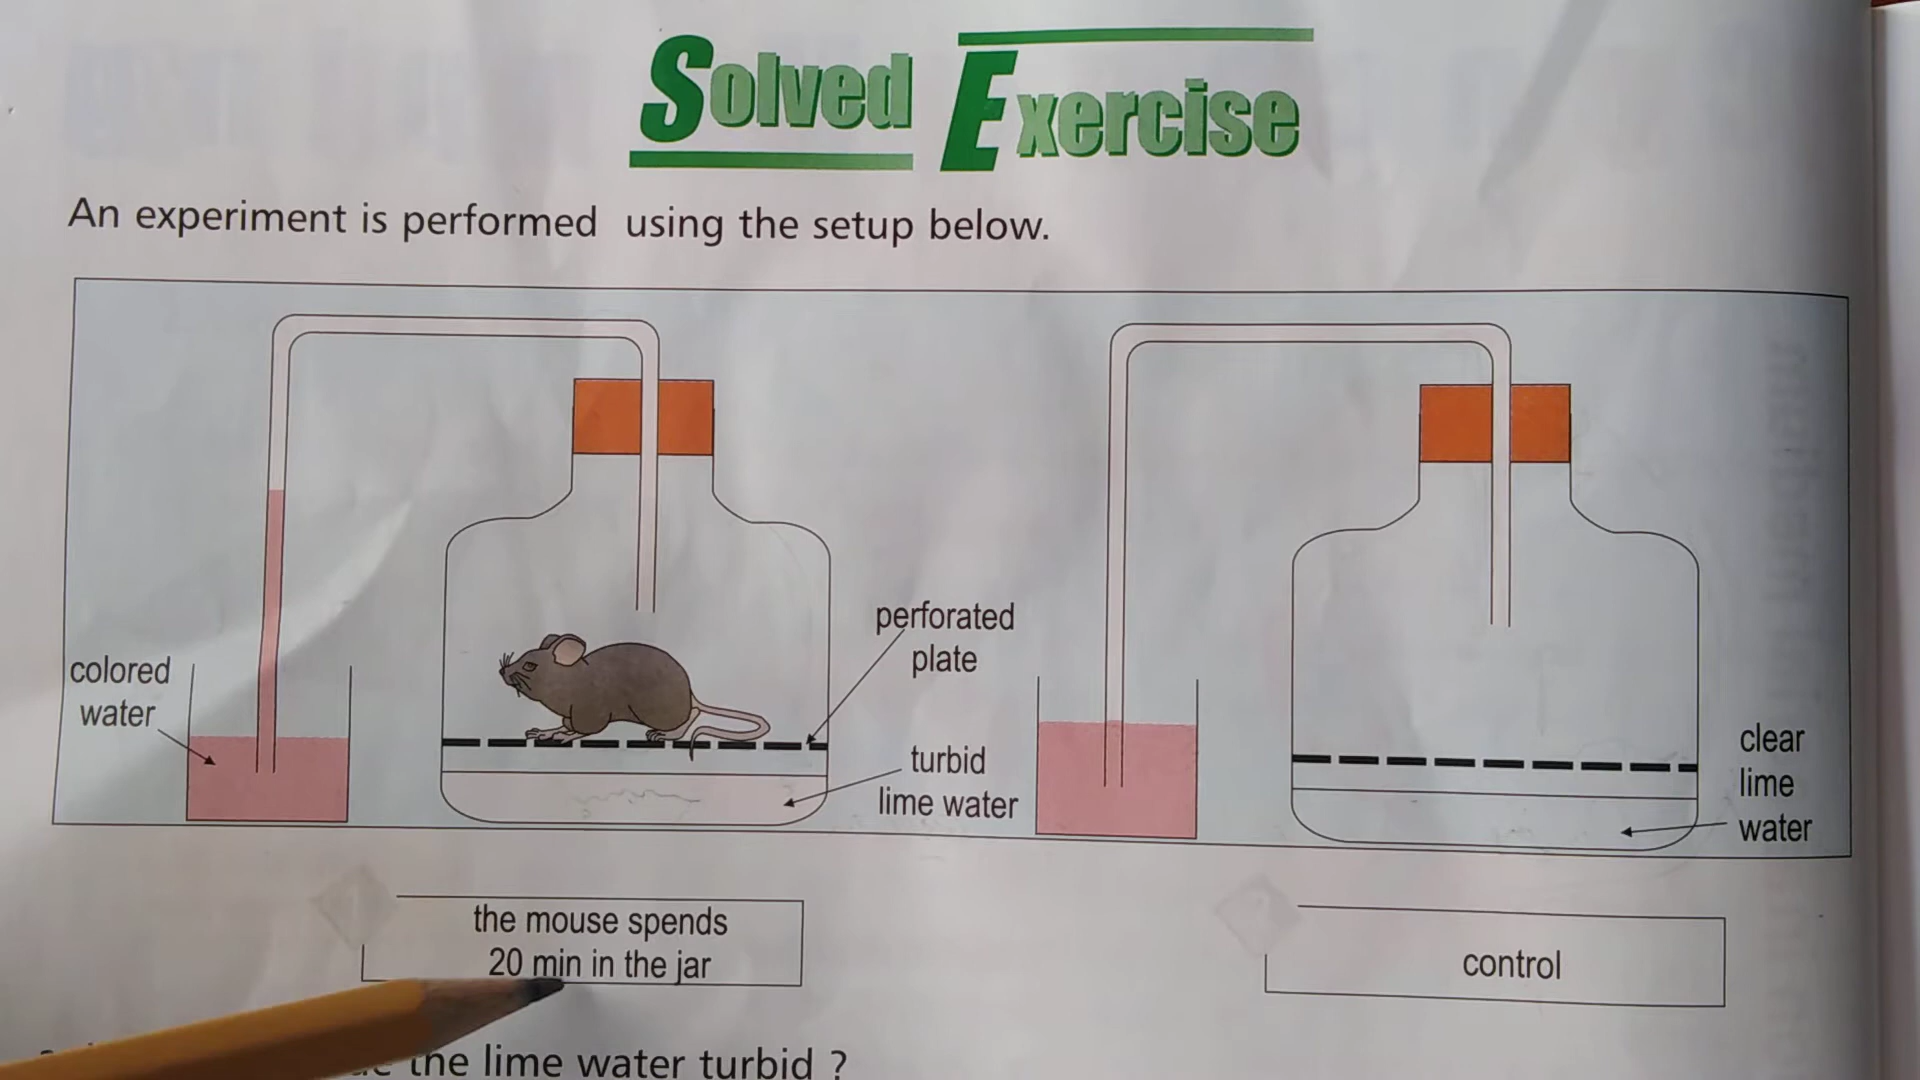 Solved Exercise
An experiment is performed using the setup below.
colored
water
perforated
plate
turbid
lime water
clear
lime
water
the mouse spends
20 min in the jar
control
the lime water turbid ?